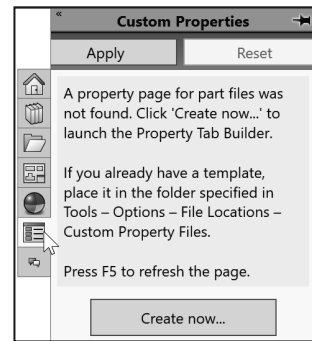 «
Custom Properties
Apply
Reset
A property page for part files was
not found. Click 'Create now...' to
launch the Property Tab Builder.
If you already have a template,
place it in the folder specified in
Tools – Options – File Locations –
Custom Property Files.
Press F5 to refresh the page.
Create now...